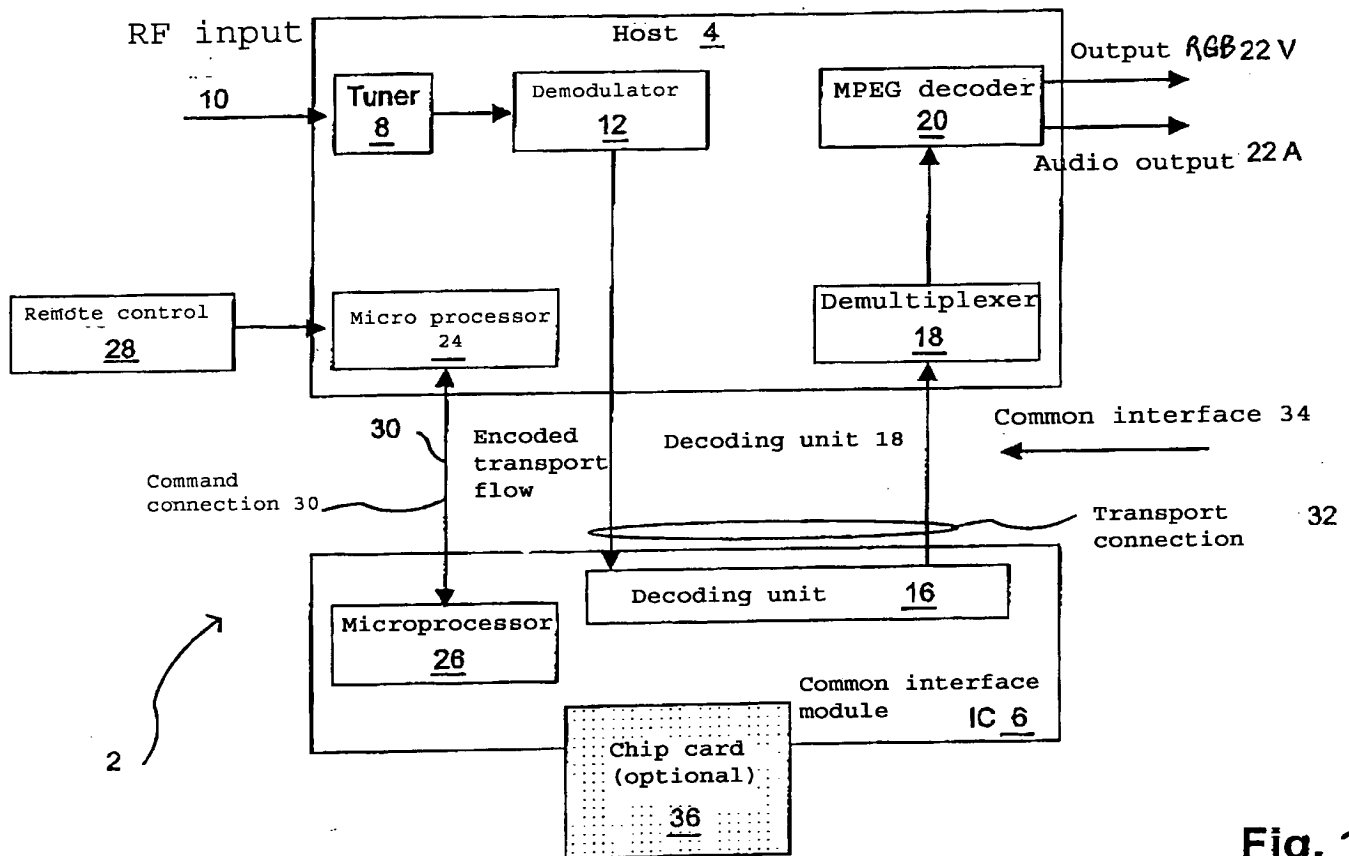 RF input
Host 4
Output RGB 22 V
10
Tuner
8
Demodulator
12
MPEG decoder
20
Audio output 22 A
Remote control
28
Micro processor
24
Demultiplexer
18
30
Encoded
transport
flow
Decoding unit 18
Common interface 34
Command
connection 30
Transport
connection
32
Decoding unit 16
Microprocessor
26
Common interface
module
IC 6
2
Chip card
(optional)
36
Fig. 1